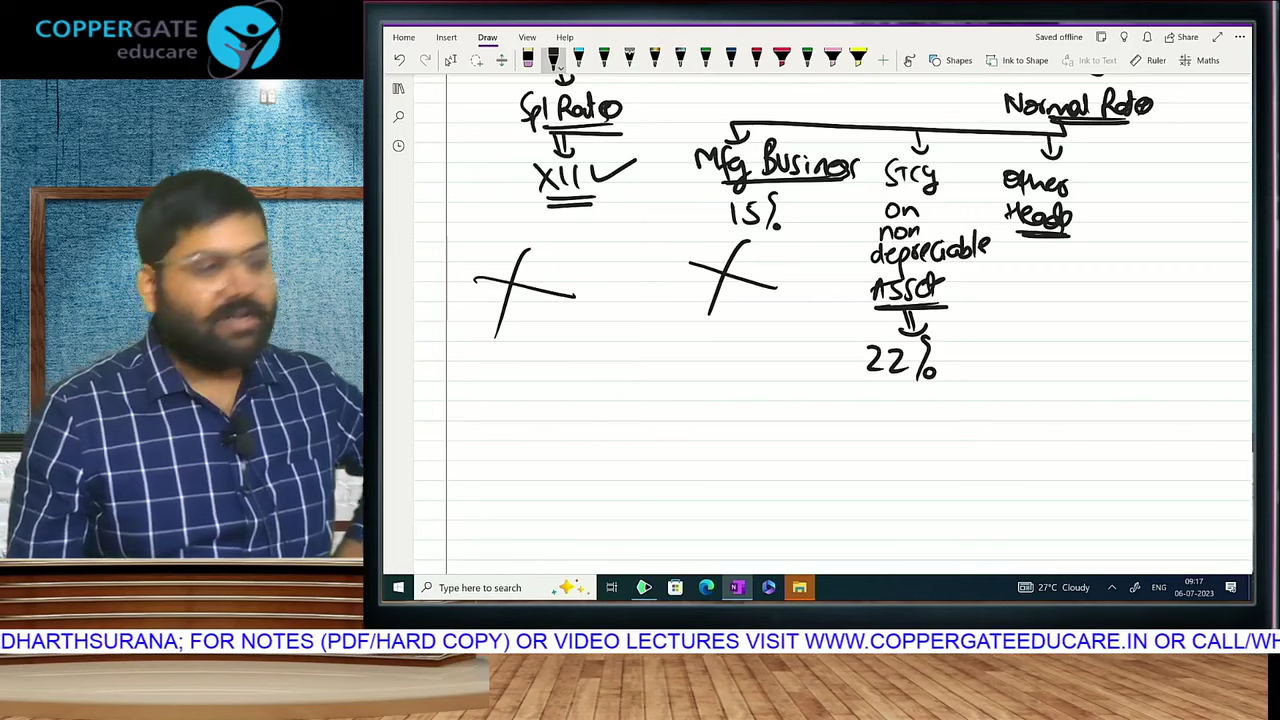 COPPERGATE
educare
Home Insert Draw View Help
Saved offline
Share
Shapes
Ink to Shape
Ink to Text
Ruler
Maths
Spl Rate
XII
Normal Rate
Mfg Business
15%
STCG
on
non
depreciable
Asset
22%
Other
Heads
Type here to search
27°C Cloudy
ENG
09:17
06-07-2023
DHARTHSURANA; FOR NOTES (PDF/HARD COPY) OR VIDEO LECTURES VISIT WWW.COPPERGATEEDUCARE.IN OR CALL/WH